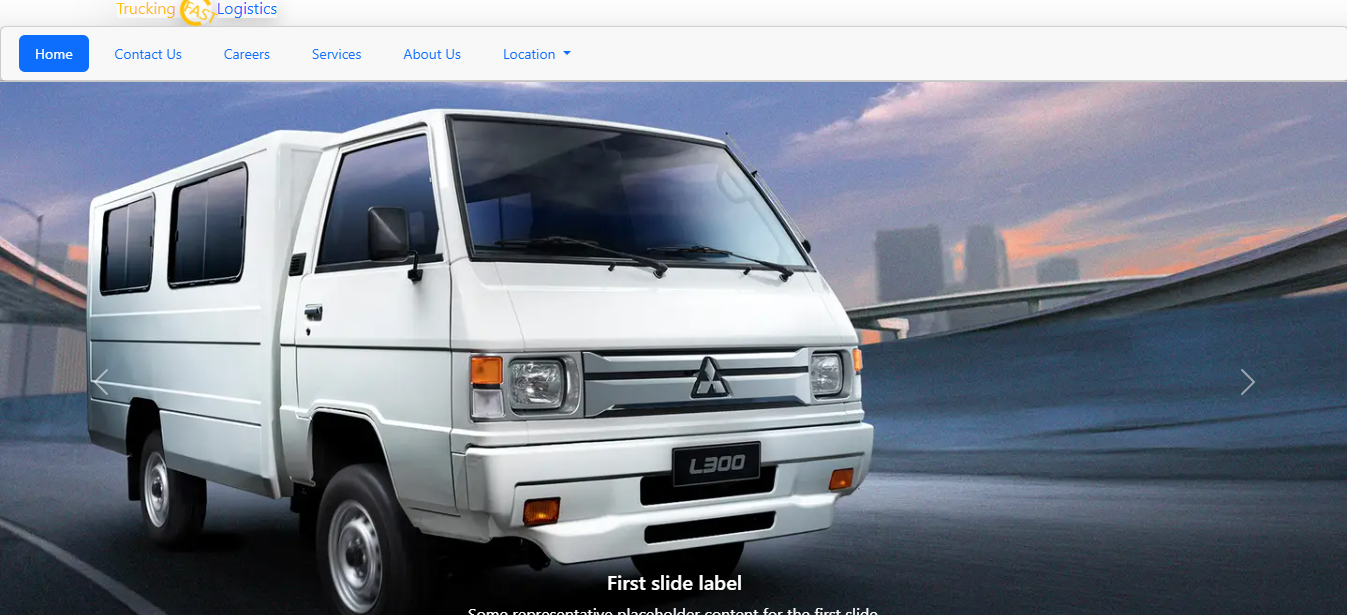 Trucking FAST Logistics
Home Contact Us Careers Services About Us Location
L300
First slide label
Some representative placeholder content for the first slide.